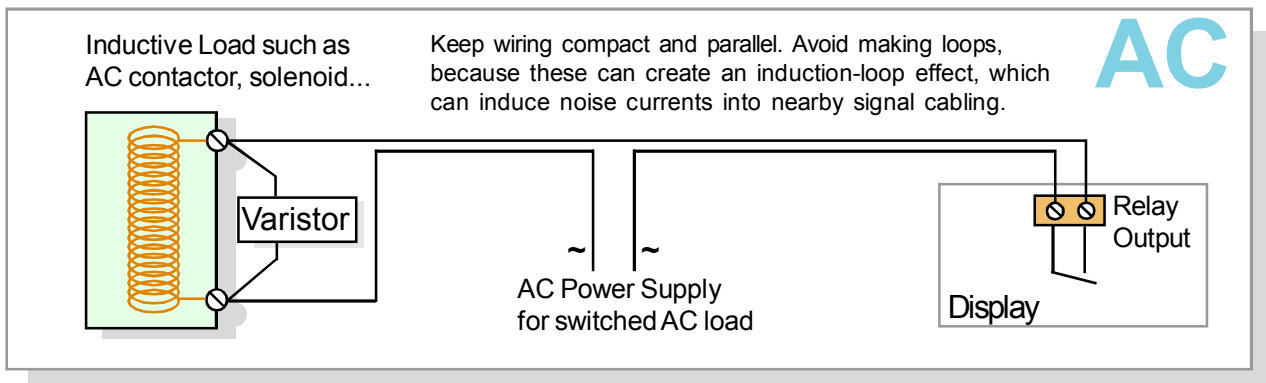 Inductive Load such as
AC contactor, solenoid...
Keep wiring compact and parallel. Avoid making loops,
because these can create an induction-loop effect, which
can induce noise currents into nearby signal cabling.
AC
Varistor
~ ~
AC Power Supply
for switched AC load
Relay
Output
Display